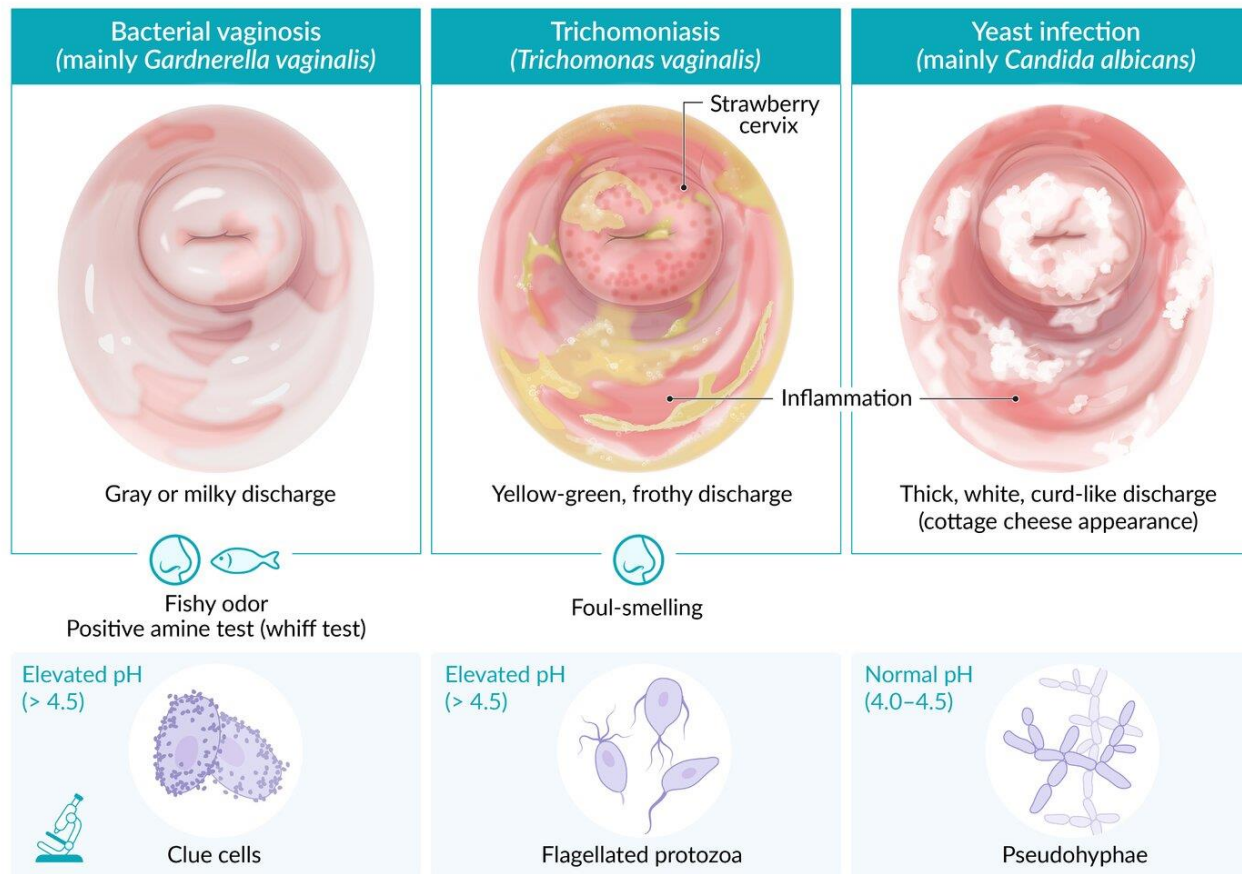 Bacterial vaginosis
(mainly Gardnerella vaginalis)
Trichomoniasis
(Trichomonas vaginalis)
Yeast infection
(mainly Candida albicans)
Strawberry
cervix
Inflammation
Gray or milky discharge
Yellow-green, frothy discharge
Thick, white, curd-like discharge
(cottage cheese appearance)
Fishy odor
Positive amine test (whiff test)
Foul-smelling
Elevated pH
(> 4.5)
Clue cells
Elevated pH
(> 4.5)
Flagellated protozoa
Normal pH
(4.0–4.5)
Pseudohyphae